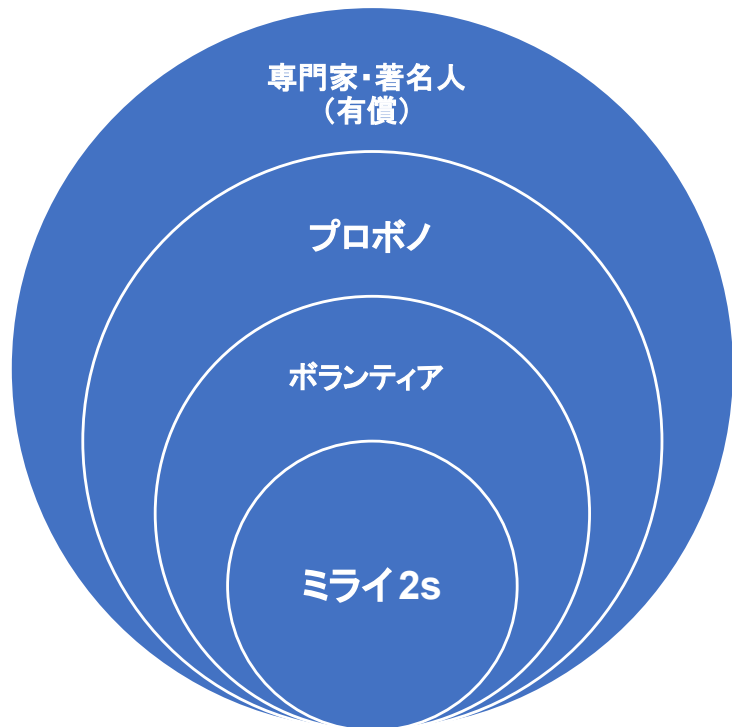 専門家・著名人
（有償）
プロボノ
ボランティア
ミライ2s